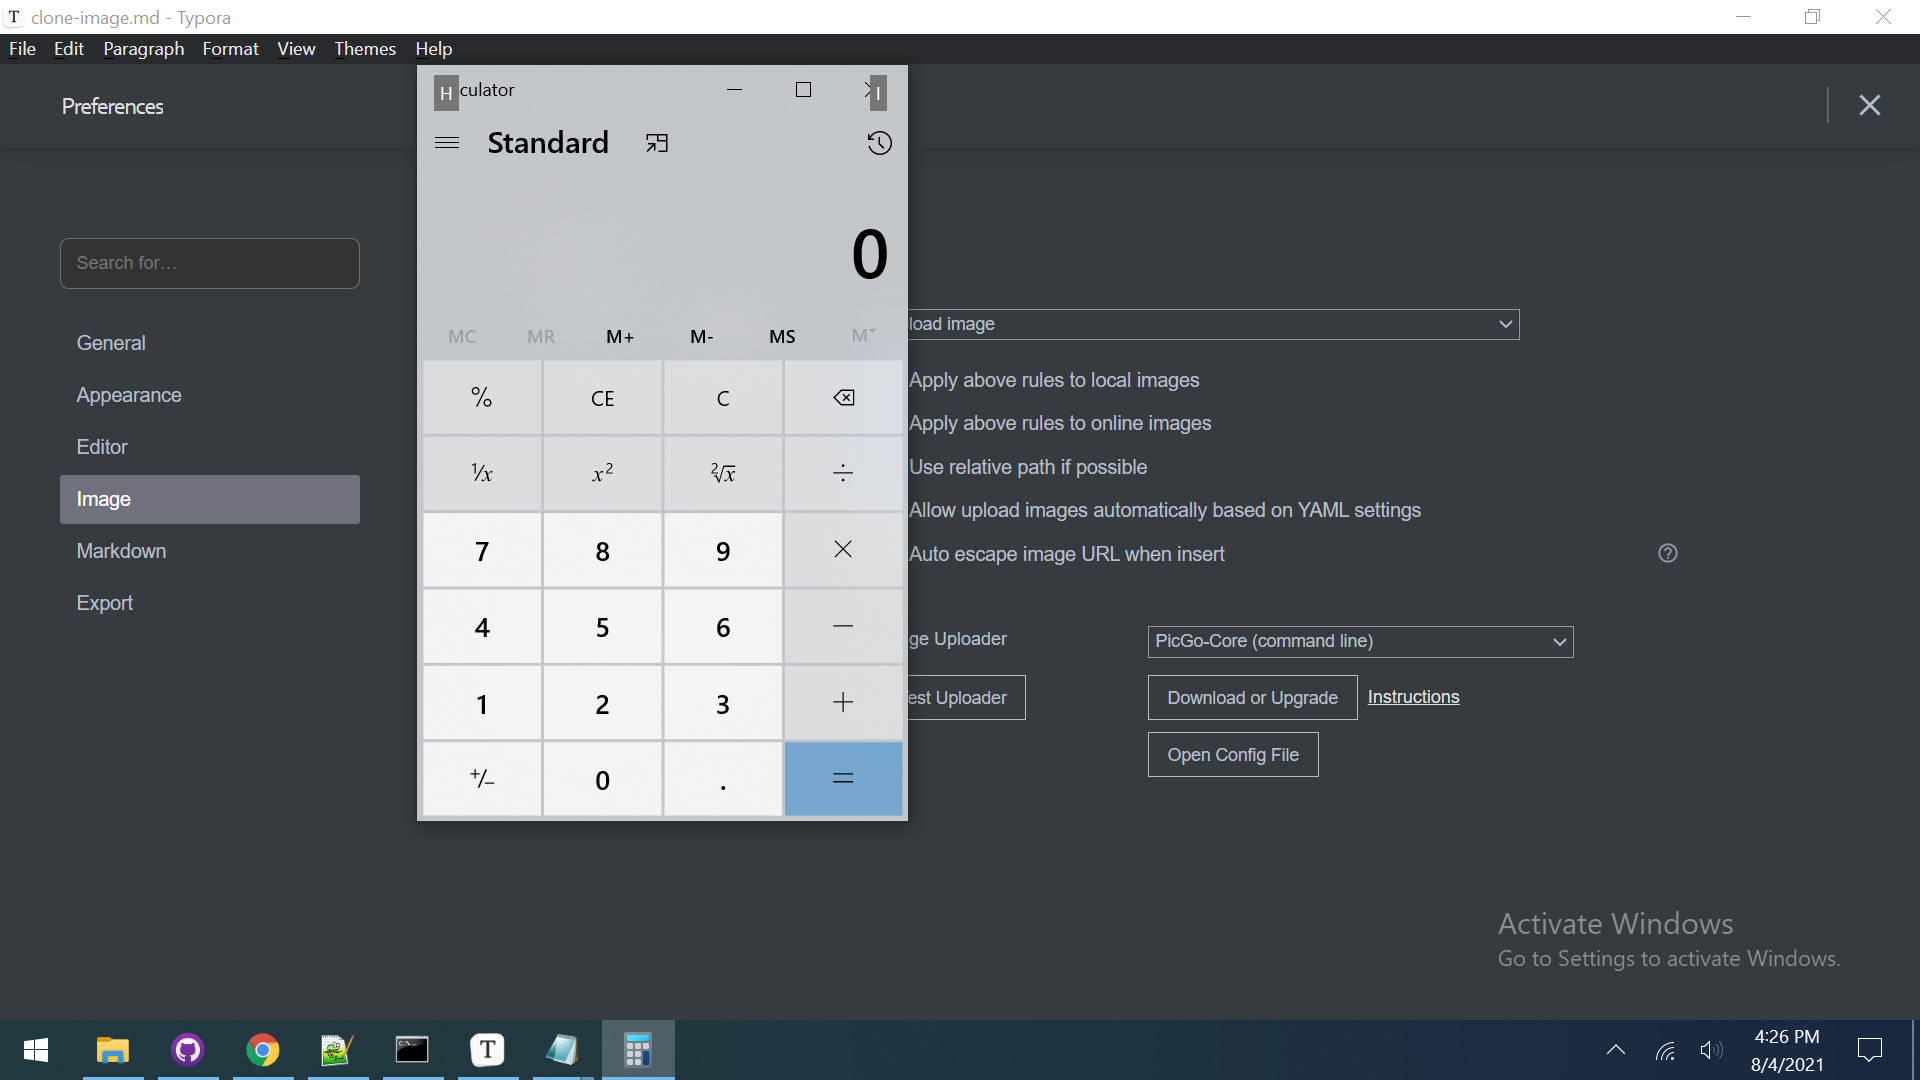 clone-image.md - Typora
File Edit Paragraph Format View Themes Help
Preferences
Search for...
General
Appearance
Editor
Image
Markdown
Export
H culator I
Standard
0
MC MR M+ M- MS M
% CE C
1/x x² ²√x ÷
7 8 9 ×
4 5 6 −
1 2 3 +
+/− 0 . =
load image
Apply above rules to local images
Apply above rules to online images
Use relative path if possible
Allow upload images automatically based on YAML settings
Auto escape image URL when insert
ge Uploader
PicGo-Core (command line)
est Uploader
Download or Upgrade Instructions
Open Config File
Activate Windows
Go to Settings to activate Windows.
T
4:26 PM
8/4/2021